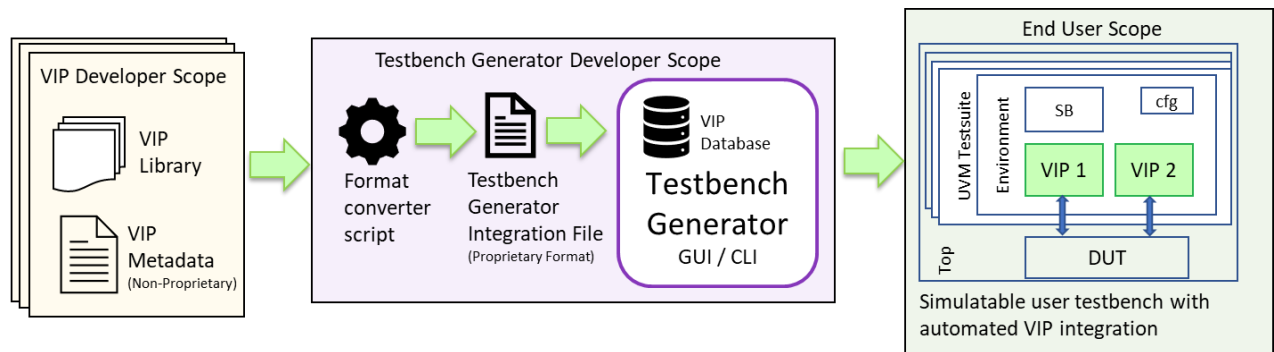 VIP Developer Scope
VIP
Library
VIP
Metadata
(Non-Proprietary)
Testbench Generator Developer Scope
Format
converter
script
Testbench
Generator
Integration File
(Proprietary Format)
VIP
Database
Testbench
Generator
GUI / CLI
End User Scope
Top
UVM Testsuite
Environment
SB
cfg
VIP 1
VIP 2
DUT
Simulatable user testbench with
automated VIP integration